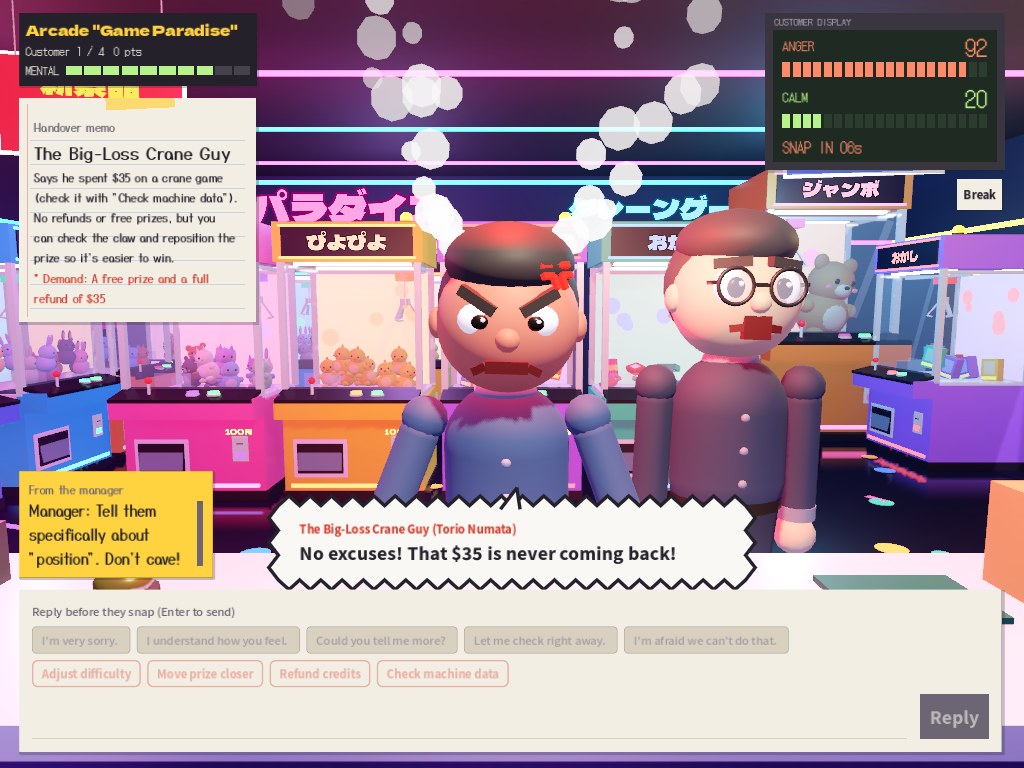 Arcade "Game Paradise"
Customer 1 / 4 0 pts
MENTAL
Handover memo
The Big-Loss Crane Guy
Says he spent $35 on a crane game
(check it with "Check machine data").
No refunds or free prizes, but you
can check the claw and reposition the
prize so it's easier to win.
* Demand: A free prize and a full
refund of $35
CUSTOMER DISPLAY
ANGER 92
CALM 20
SNAP IN 06s
Break
パラダイ
ーンゲー
ジャンボ
ぴよぴよ
おか
おかし
100円
From the manager
Manager: Tell them
specifically about
"position". Don't cave!
The Big-Loss Crane Guy (Torio Numata)
No excuses! That $35 is never coming back!
Reply before they snap (Enter to send)
I'm very sorry. I understand how you feel. Could you tell me more? Let me check right away. I'm afraid we can't do that.
Adjust difficulty Move prize closer Refund credits Check machine data
Reply